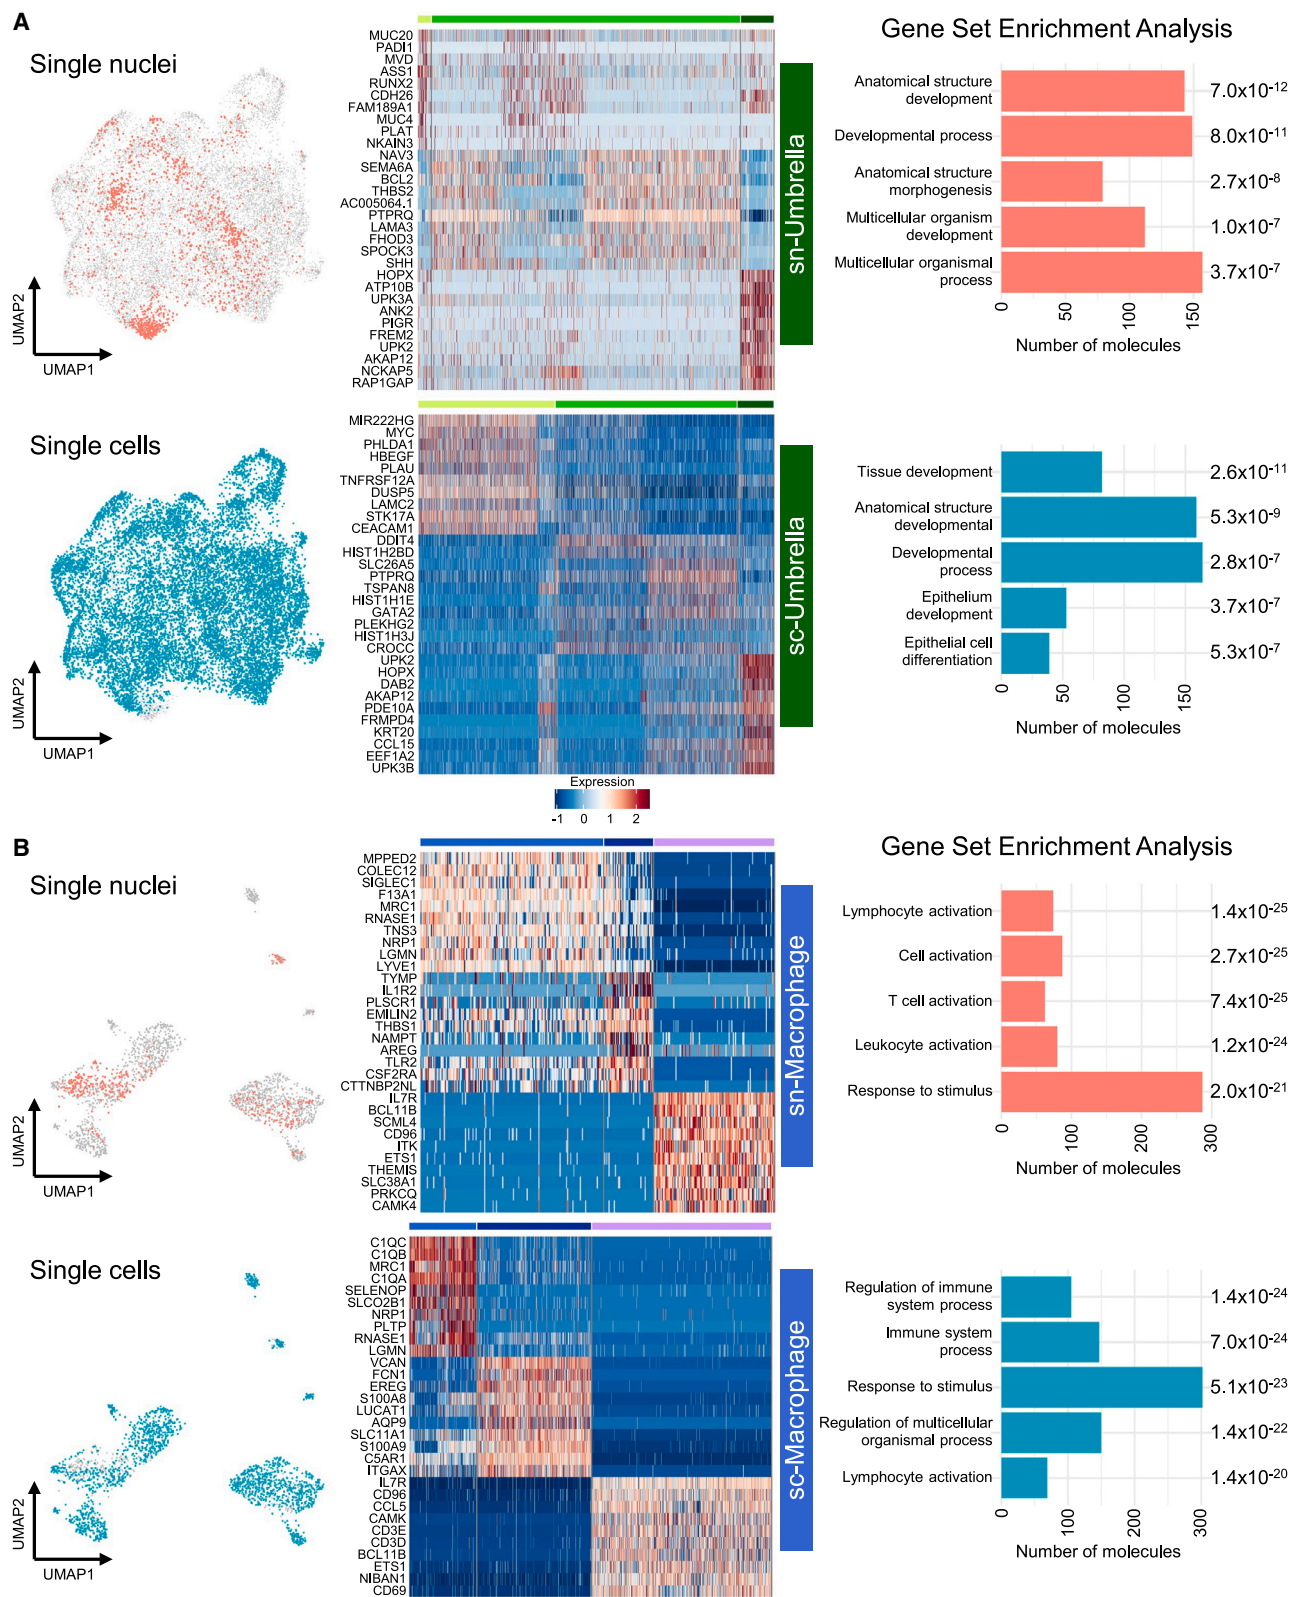 A
Single nuclei
UMAP2
UMAP1
MUC20
PADI1
MVD
ASS1
RUNX2
CDH26
FAM189A1
MUC4
PLAT
NKAIN3
NAV3
SEMA6A
BCL2
THBS2
AC005064.1
PTPRQ
LAMA3
FHOD3
SPOCK3
SHH
HOPX
ATP10B
UPK3A
ANK2
PIGR
FREM2
UPK2
AKAP12
NCKAP5
RAP1GAP
sn-Umbrella
Gene Set Enrichment Analysis
Anatomical structure
development
7.0x10-12
Developmental process
8.0x10-11
Anatomical structure
morphogenesis
2.7x10-8
Multicellular organism
development
1.0x10-7
Multicellular organismal
process
3.7x10-7
0
50
100
150
Number of molecules
Single cells
UMAP2
UMAP1
MIR222HG
MYC
PHLDA1
HBEGF
PLAU
TNFRSF12A
DUSP5
LAMC2
STK17A
CEACAM1
DDIT4
HIST1H2BD
SLC26A5
PTPRQ
TSPAN8
HIST1H1E
GATA2
PLEKHG2
HIST1H3J
CROCC
UPK2
HOPX
DAB2
AKAP12
PDE10A
FRMPD4
KRT20
CCL15
EEF1A2
UPK3B
sc-Umbrella
Expression
-1 0 1 2
Tissue development
2.6x10-11
Anatomical structure
developmental
5.3x10-9
Developmental
process
2.8x10-7
Epithelium
development
3.7x10-7
Epithelial cell
differentiation
5.3x10-7
0
50
100
150
Number of molecules
B
Single nuclei
UMAP2
UMAP1
MPPED2
COLEC12
SIGLEC1
F13A1
MRC1
RNASE1
TNS3
NRP1
LGMN
LYVE1
TYMP
IL1R2
PLSCR1
EMILIN2
THBS1
NAMPT
AREG
TLR2
CSF2RA
CTTNBP2NL
IL7R
BCL11B
SCML4
CD96
ITK
ETS1
THEMIS
SLC38A1
PRKCQ
CAMK4
sn-Macrophage
Gene Set Enrichment Analysis
Lymphocyte activation
1.4x10-25
Cell activation
2.7x10-25
T cell activation
7.4x10-25
Leukocyte activation
1.2x10-24
Response to stimulus
2.0x10-21
0
100
200
300
Number of molecules
Single cells
UMAP2
UMAP1
C1QC
C1QB
MRC1
C1QA
SELENOP
SLCO2B1
NRP1
PLTP
RNASE1
LGMN
VCAN
FCN1
EREG
S100A8
LUCAT1
AQP9
SLC11A1
S100A9
C5AR1
ITGAX
IL7R
CD96
CCL5
CAMK
CD3E
CD3D
BCL11B
ETS1
NIBAN1
CD69
sc-Macrophage
Regulation of immune
system process
1.4x10-24
Immune system
process
7.0x10-24
Response to stimulus
5.1x10-23
Regulation of multicellular
organismal process
1.4x10-22
Lymphocyte activation
1.4x10-20
0
100
200
300
Number of molecules